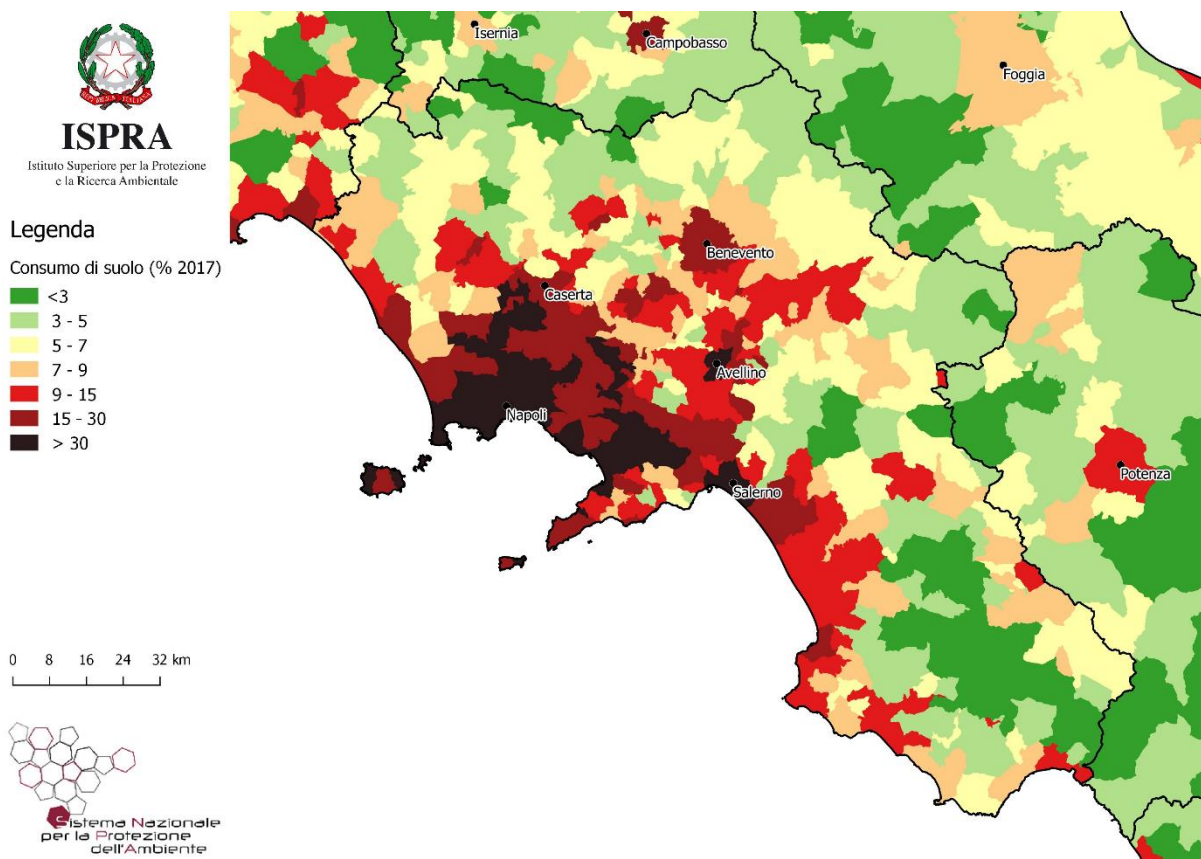 REPVBBLICA ITALIANA
ISPRA
Istituto Superiore per la Protezione
e la Ricerca Ambientale
Legenda
Consumo di suolo (% 2017)
<3
3 - 5
5 - 7
7 - 9
9 - 15
15 - 30
> 30
0 8 16 24 32 km
Sistema Nazionale
per la Protezione
dell'Ambiente
Isernia
Campobasso
Foggia
Benevento
Caserta
Avellino
Napoli
Potenza
Salerno